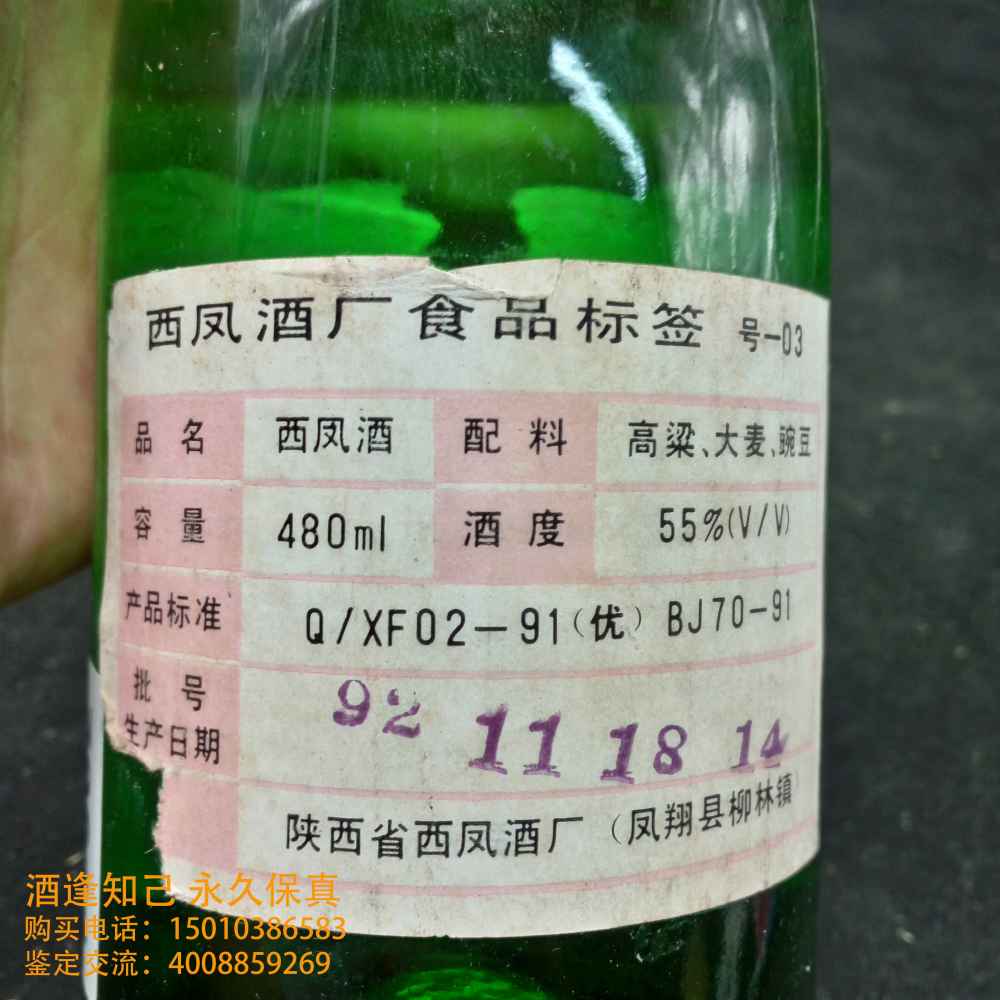 西凤酒厂食品标签 号-03
品名 西凤酒 配料 高粱、大麦、豌豆
容量 480ml 酒度 55%(V/V)
产品标准 Q/XF02-91(优) BJ70-91
批号
生产日期 92 11 18 14
陕西省西凤酒厂(凤翔县柳林镇)
酒逢知己 永久保真
购买电话：15010386583
鉴定交流：4008859269